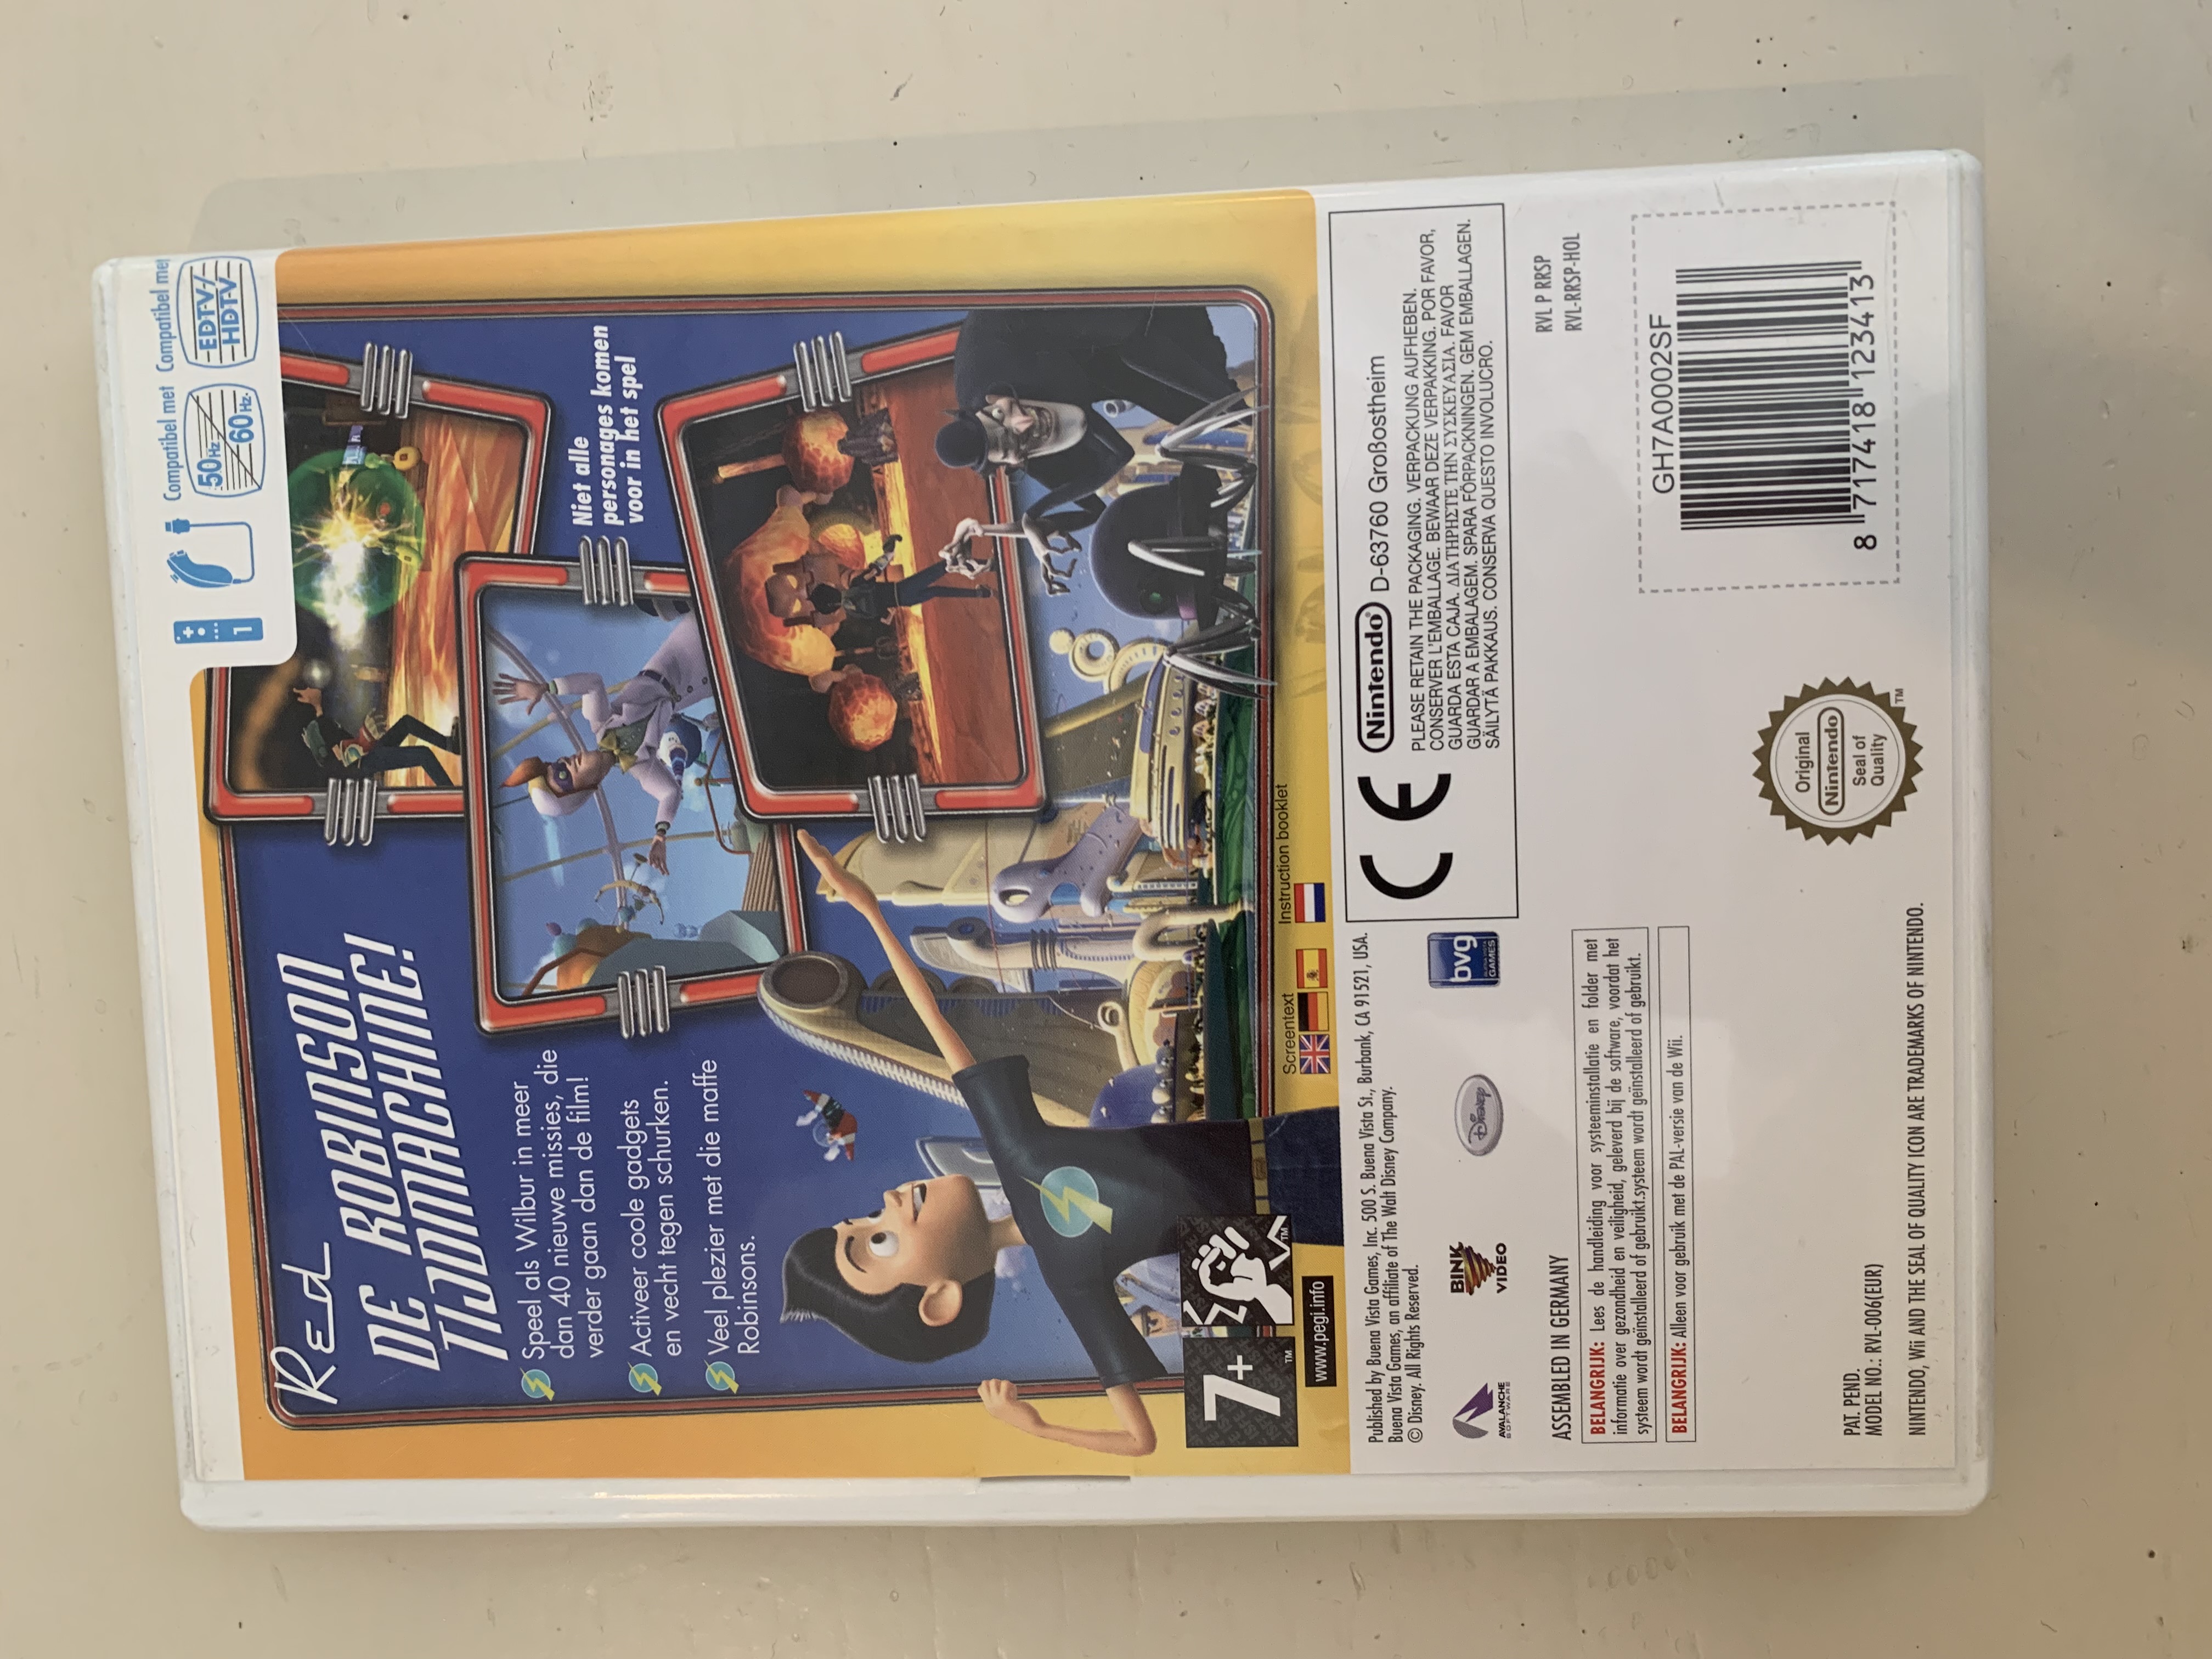 Compatibel met
Compatibel met
50Hz
60Hz
EDTV/
HDTV
1
Red
DE ROBINSON
TIJDMACHINE!
Speel als Wilbur in meer
dan 40 nieuwe missies, die
verder gaan dan de film!
Activeer coole gadgets
en vecht tegen schurken.
Veel plezier met die maffe
Robinsons.
Niet alle
personages komen
voor in het spel
7+
TM
TM
www.pegi.info
Screentext
Instruction booklet
Published by Buena Vista Games, Inc. 500 S. Buena Vista St., Burbank, CA 91521, USA.
Buena Vista Games, an affiliate of The Walt Disney Company.
© Disney. All Rights Reserved.
AVALANCHE
SOFTWARE
BINK
VIDEO
Disney
bvg
BUENA VISTA
GAMES
CE
Nintendo® D-63760 Großostheim
PLEASE RETAIN THE PACKAGING. VERPACKUNG AUFHEBEN.
CONSERVER L'EMBALLAGE. BEWAAR DEZE VERPAKKING. POR FAVOR,
GUARDA ESTA CAJA. ΔΙΑΤΗΡΗΣΤΕ ΤΗΝ ΣΥΣΚΕΥΑΣΙΑ. FAVOR
GUARDAR A EMBALAGEM. SPARA FÖRPACKNINGEN. GEM EMBALLAGEN.
SÄILYTÄ PAKKAUS. CONSERVA QUESTO INVOLUCRO.
ASSEMBLED IN GERMANY
RVL P RRSP
RVL-RRSP-HOL
BELANGRIJK: Lees de handleiding voor systeeminstallatie en folder met
informatie over gezondheid en veiligheid, geleverd bij de software, voordat het
systeem wordt geïnstalleerd of gebruikt.systeem wordt geïnstalleerd of gebruikt.
BELANGRIJK: Alleen voor gebruik met de PAL-versie van de Wii.
GH7A0002SF
8 717418 123413
Original
Nintendo
Seal of
Quality
TM
PAT. PEND.
MODEL NO.: RVL-006(EUR)
NINTENDO, Wii AND THE SEAL OF QUALITY ICON ARE TRADEMARKS OF NINTENDO.